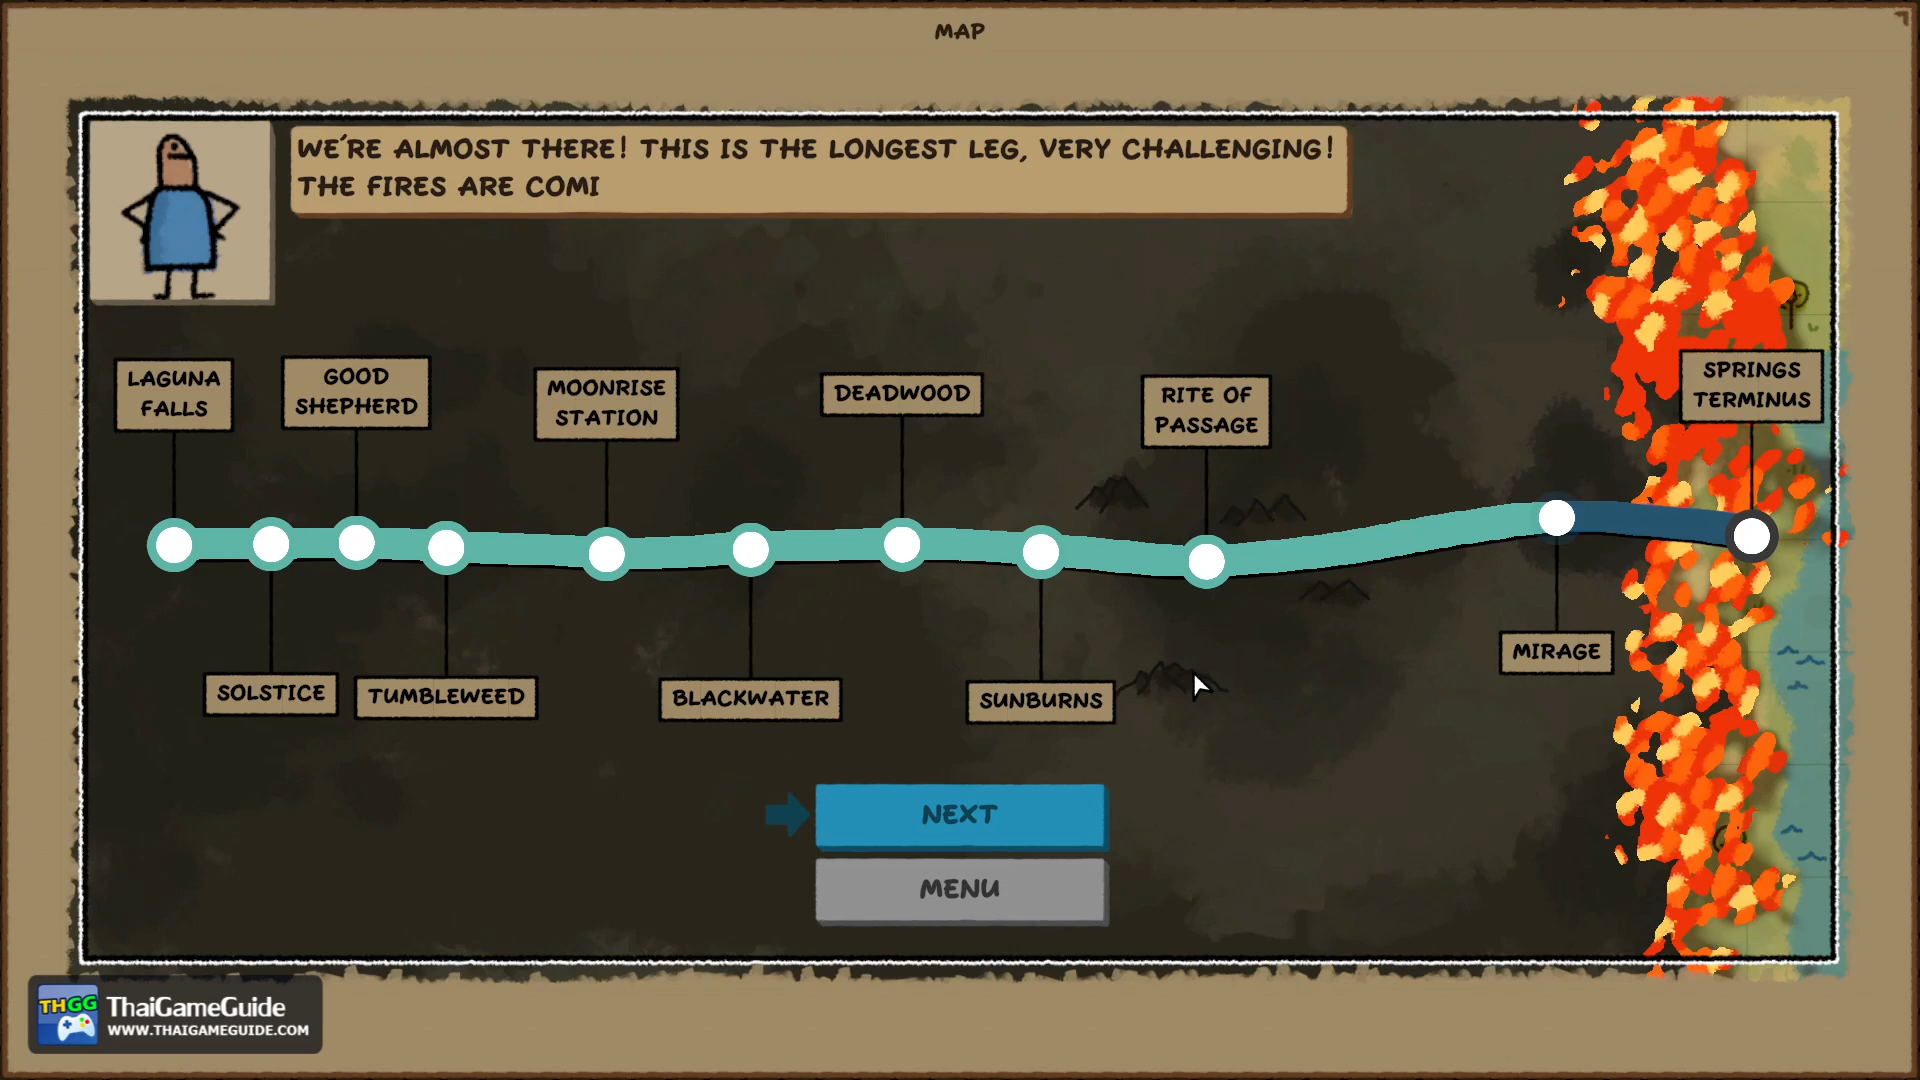 MAP
WE'RE ALMOST THERE! THIS IS THE LONGEST LEG, VERY CHALLENGING!
THE FIRES ARE COMI
LAGUNA
FALLS
GOOD
SHEPHERD
MOONRISE
STATION
DEADWOOD
RITE OF
PASSAGE
SPRINGS
TERMINUS
SOLSTICE
TUMBLEWEED
BLACKWATER
SUNBURNS
MIRAGE
NEXT
MENU
THGG
ThaiGameGuide
WWW.THAIGAMEGUIDE.COM